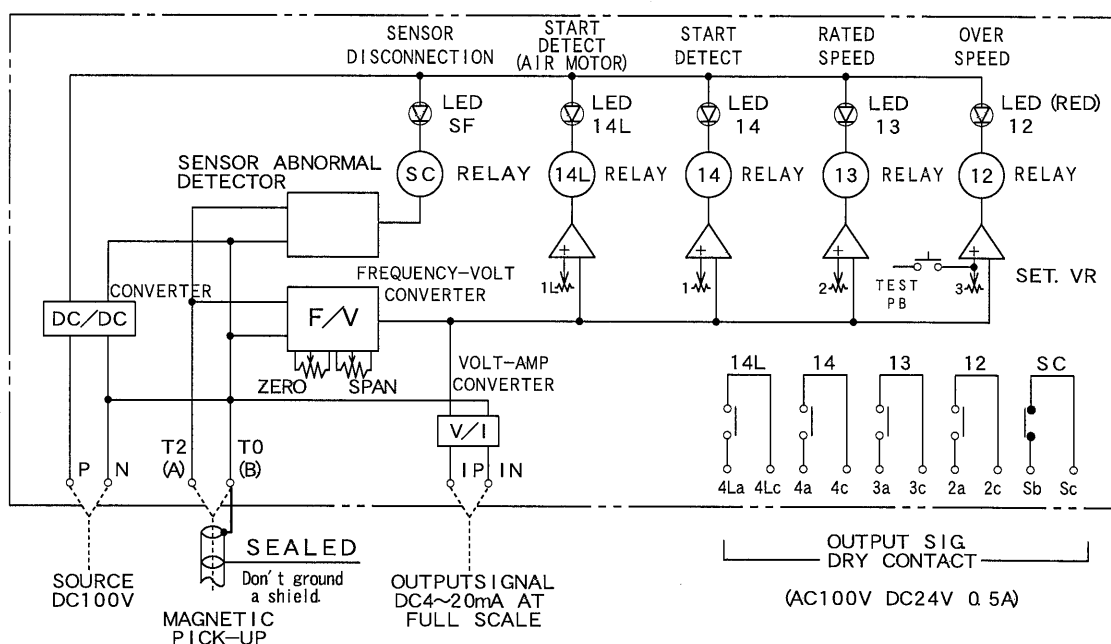 SENSOR DISCONNECTION
START DETECT (AIR MOTOR)
START DETECT
RATED SPEED
OVER SPEED
LED SF
LED 14L
LED 14
LED 13
LED (RED) 12
SENSOR ABNORMAL DETECTOR
SC RELAY
14L RELAY
14 RELAY
13 RELAY
12 RELAY
+
+
+
+
1L
1
2
TEST PB
3
SET. VR
CONVERTER
DC/DC
FREQUENCY-VOLT CONVERTER
F/V
ZERO
SPAN
VOLT-AMP CONVERTER
V/I
14L
14
13
12
SC
P
N
T2 (A)
T0 (B)
IP
IN
4La
4Lc
4a
4c
3a
3c
2a
2c
Sb
Sc
SEALED
Don't ground a shield.
SOURCE
DC100V
MAGNETIC PICK-UP
OUTPUTSIGNAL
DC4~20mA AT
FULL SCALE
OUTPUT SIG.
DRY CONTACT
(AC100V DC24V 0.5A)